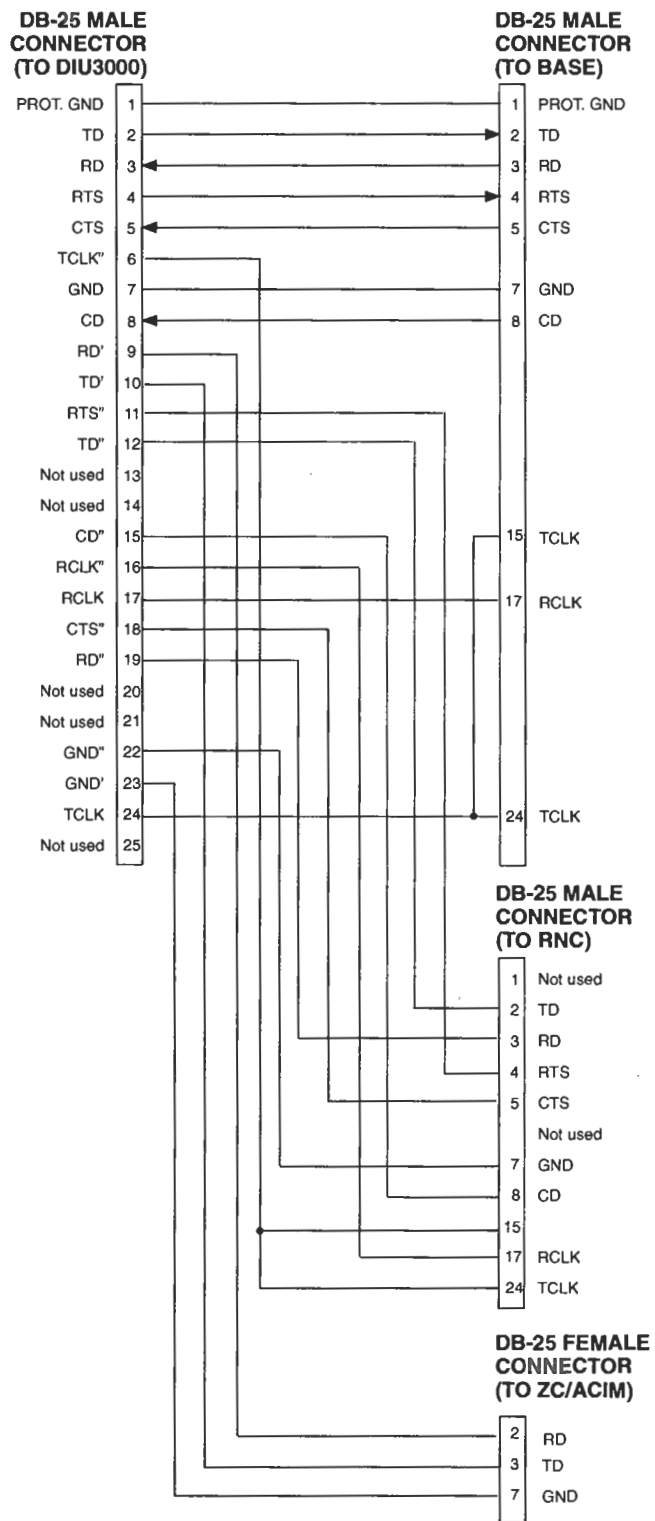 DB-25 MALE
CONNECTOR
(TO DIU3000)
PROT. GND 1
TD 2
RD 3
RTS 4
CTS 5
TCLK" 6
GND 7
CD 8
RD' 9
TD' 10
RTS" 11
TD" 12
Not used 13
Not used 14
CD" 15
RCLK" 16
RCLK 17
CTS" 18
RD" 19
Not used 20
Not used 21
GND" 22
GND' 23
TCLK 24
Not used 25
DB-25 MALE
CONNECTOR
(TO BASE)
1 PROT. GND
2 TD
3 RD
4 RTS
5 CTS
7 GND
8 CD
15 TCLK
17 RCLK
24 TCLK
DB-25 MALE
CONNECTOR
(TO RNC)
1 Not used
2 TD
3 RD
4 RTS
5 CTS
Not used
7 GND
8 CD
15
17 RCLK
24 TCLK
DB-25 FEMALE
CONNECTOR
(TO ZC/ACIM)
2 RD
3 TD
7 GND